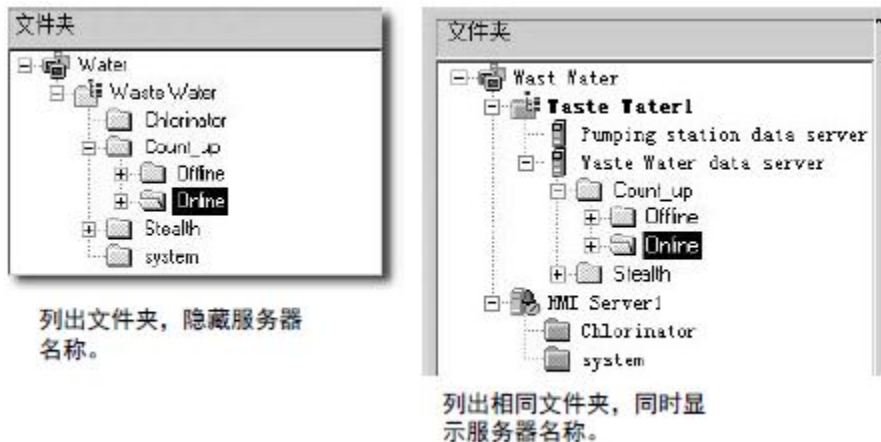 文件夹
Water
Waste Water
Chlorinator
Count_up
Offline
Online
Stealth
system
列出文件夹，隐藏服务器
名称。
文件夹
Wast Water
Waste Water1
Pumping station data server
Waste Water data server
Count_up
Offline
Online
Stealth
HMI Server1
Chlorinator
system
列出相同文件夹，同时显
示服务器名称。